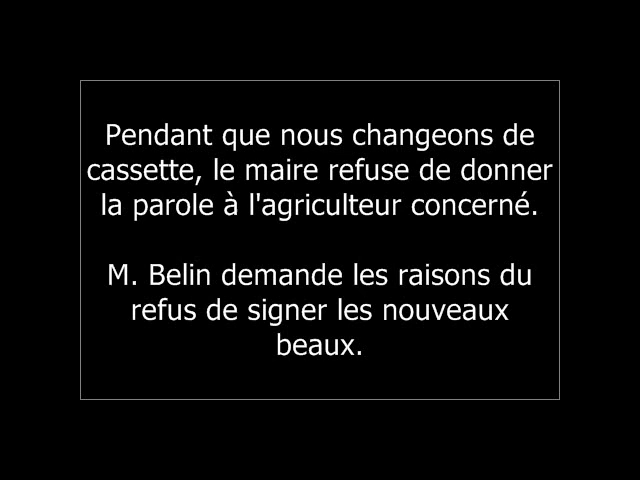 Pendant que nous changeons de
cassette, le maire refuse de donner
la parole à l'agriculteur concerné.
M. Belin demande les raisons du
refus de signer les nouveaux
beaux.